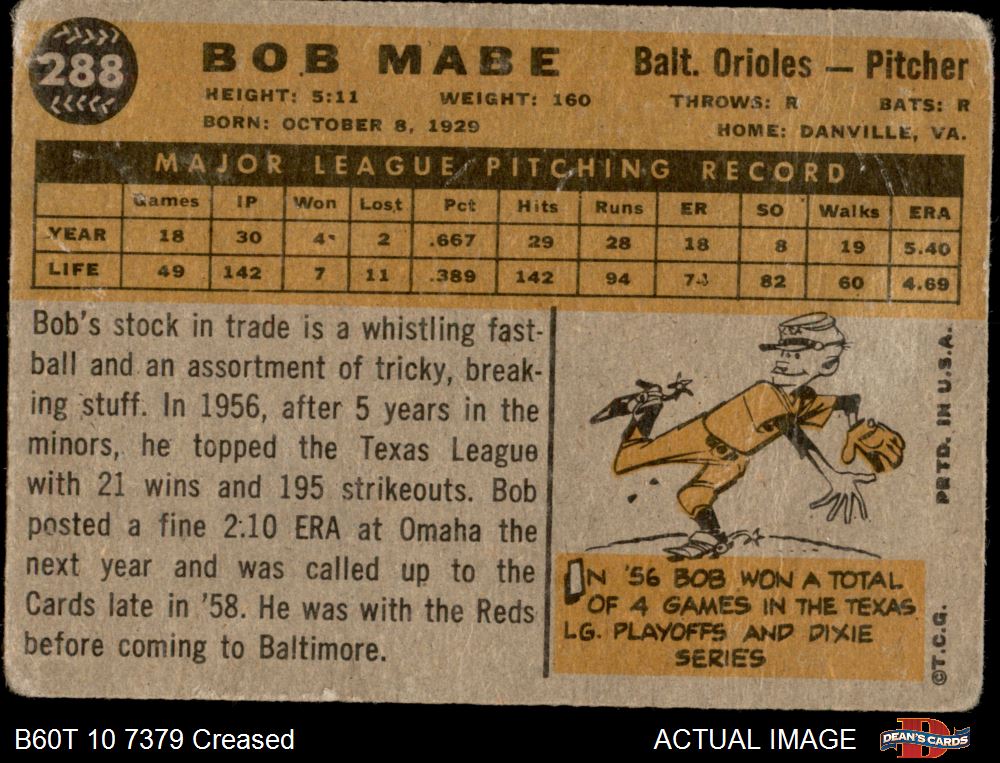 288
BOB MABE
Balt. Orioles — Pitcher
HEIGHT: 5:11 WEIGHT: 160 THROWS: R BATS: R
BORN: OCTOBER 8, 1929 HOME: DANVILLE, VA.
MAJOR LEAGUE PITCHING RECORD
Games IP Won Lost Pct Hits Runs ER SO Walks ERA
YEAR 18 30 4 2 .667 29 28 18 8 19 5.40
LIFE 49 142 7 11 .389 142 94 82 60 4.69
Bob's stock in trade is a whistling fast-
ball and an assortment of tricky, break-
ing stuff. In 1956, after 5 years in the
minors, he topped the Texas League
with 21 wins and 195 strikeouts. Bob
posted a fine 2:10 ERA at Omaha the
next year and was called up to the
Cards late in '58. He was with the Reds
before coming to Baltimore.
IN '56 BOB WON A TOTAL
OF 4 GAMES IN THE TEXAS
LG. PLAYOFFS AND DIXIE
SERIES
©T.C.G. PRTD. IN U.S.A.
B60T 10 7379 Creased
ACTUAL IMAGE
DEAN'S CARDS